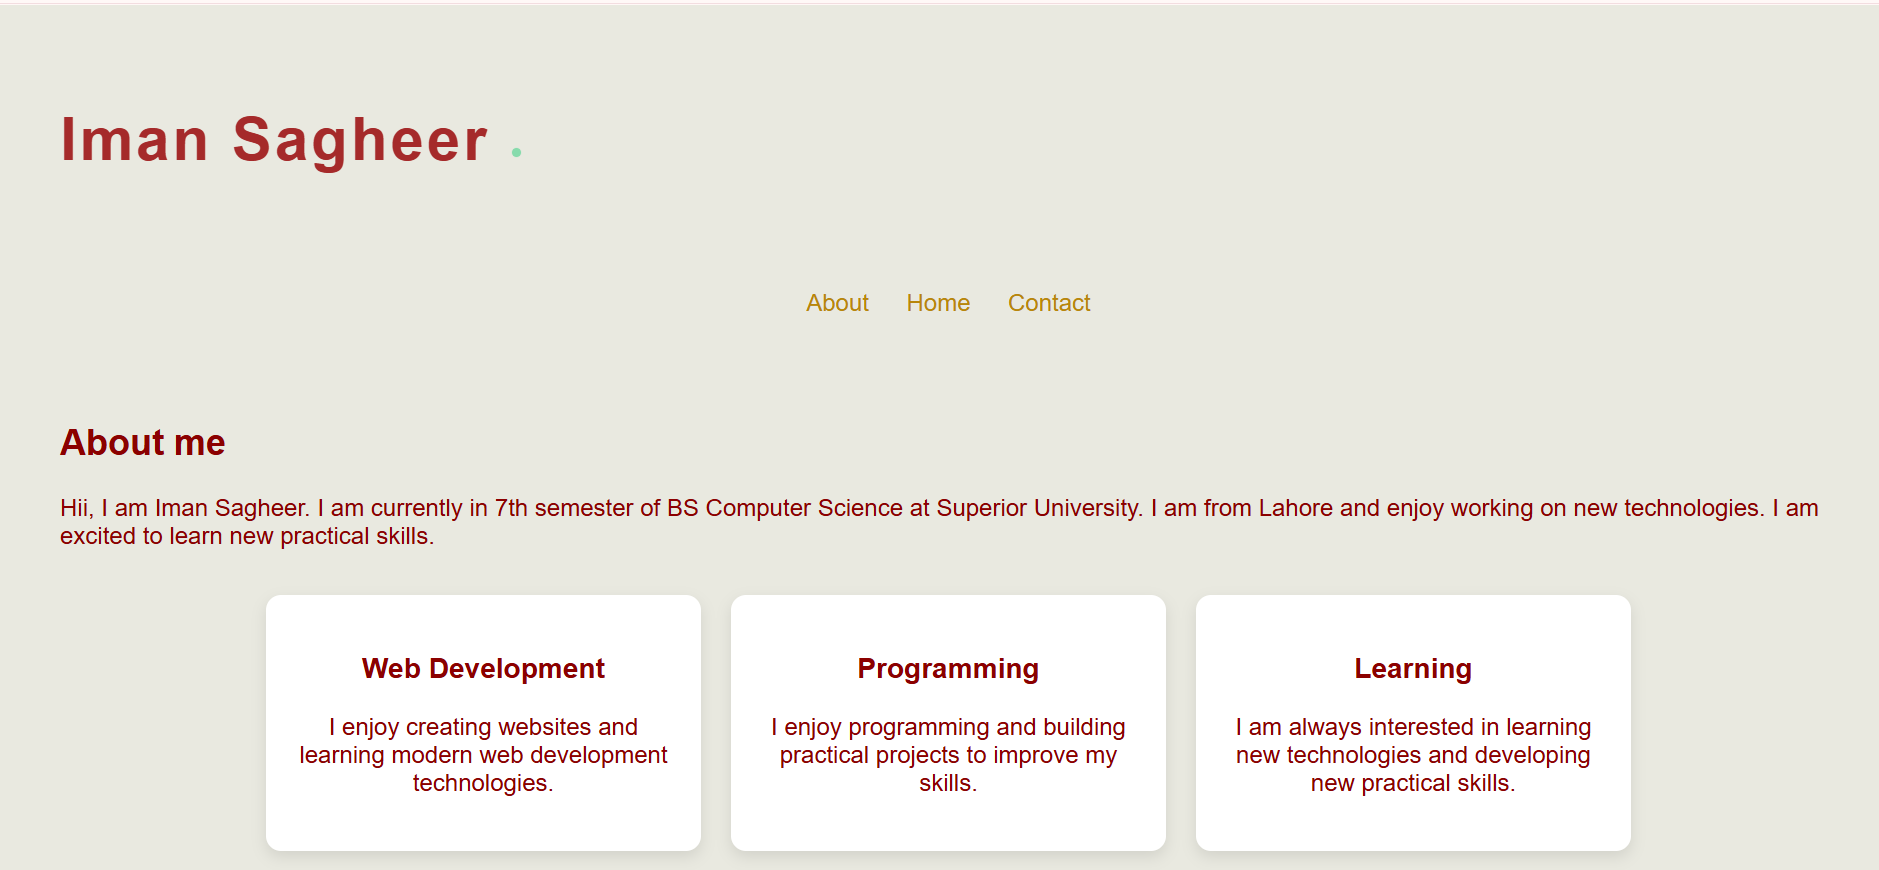 Iman Sagheer .
About Home Contact
About me
Hii, I am Iman Sagheer. I am currently in 7th semester of BS Computer Science at Superior University. I am from Lahore and enjoy working on new technologies. I am
excited to learn new practical skills.
Web Development
I enjoy creating websites and
learning modern web development
technologies.
Programming
I enjoy programming and building
practical projects to improve my
skills.
Learning
I am always interested in learning
new technologies and developing
new practical skills.